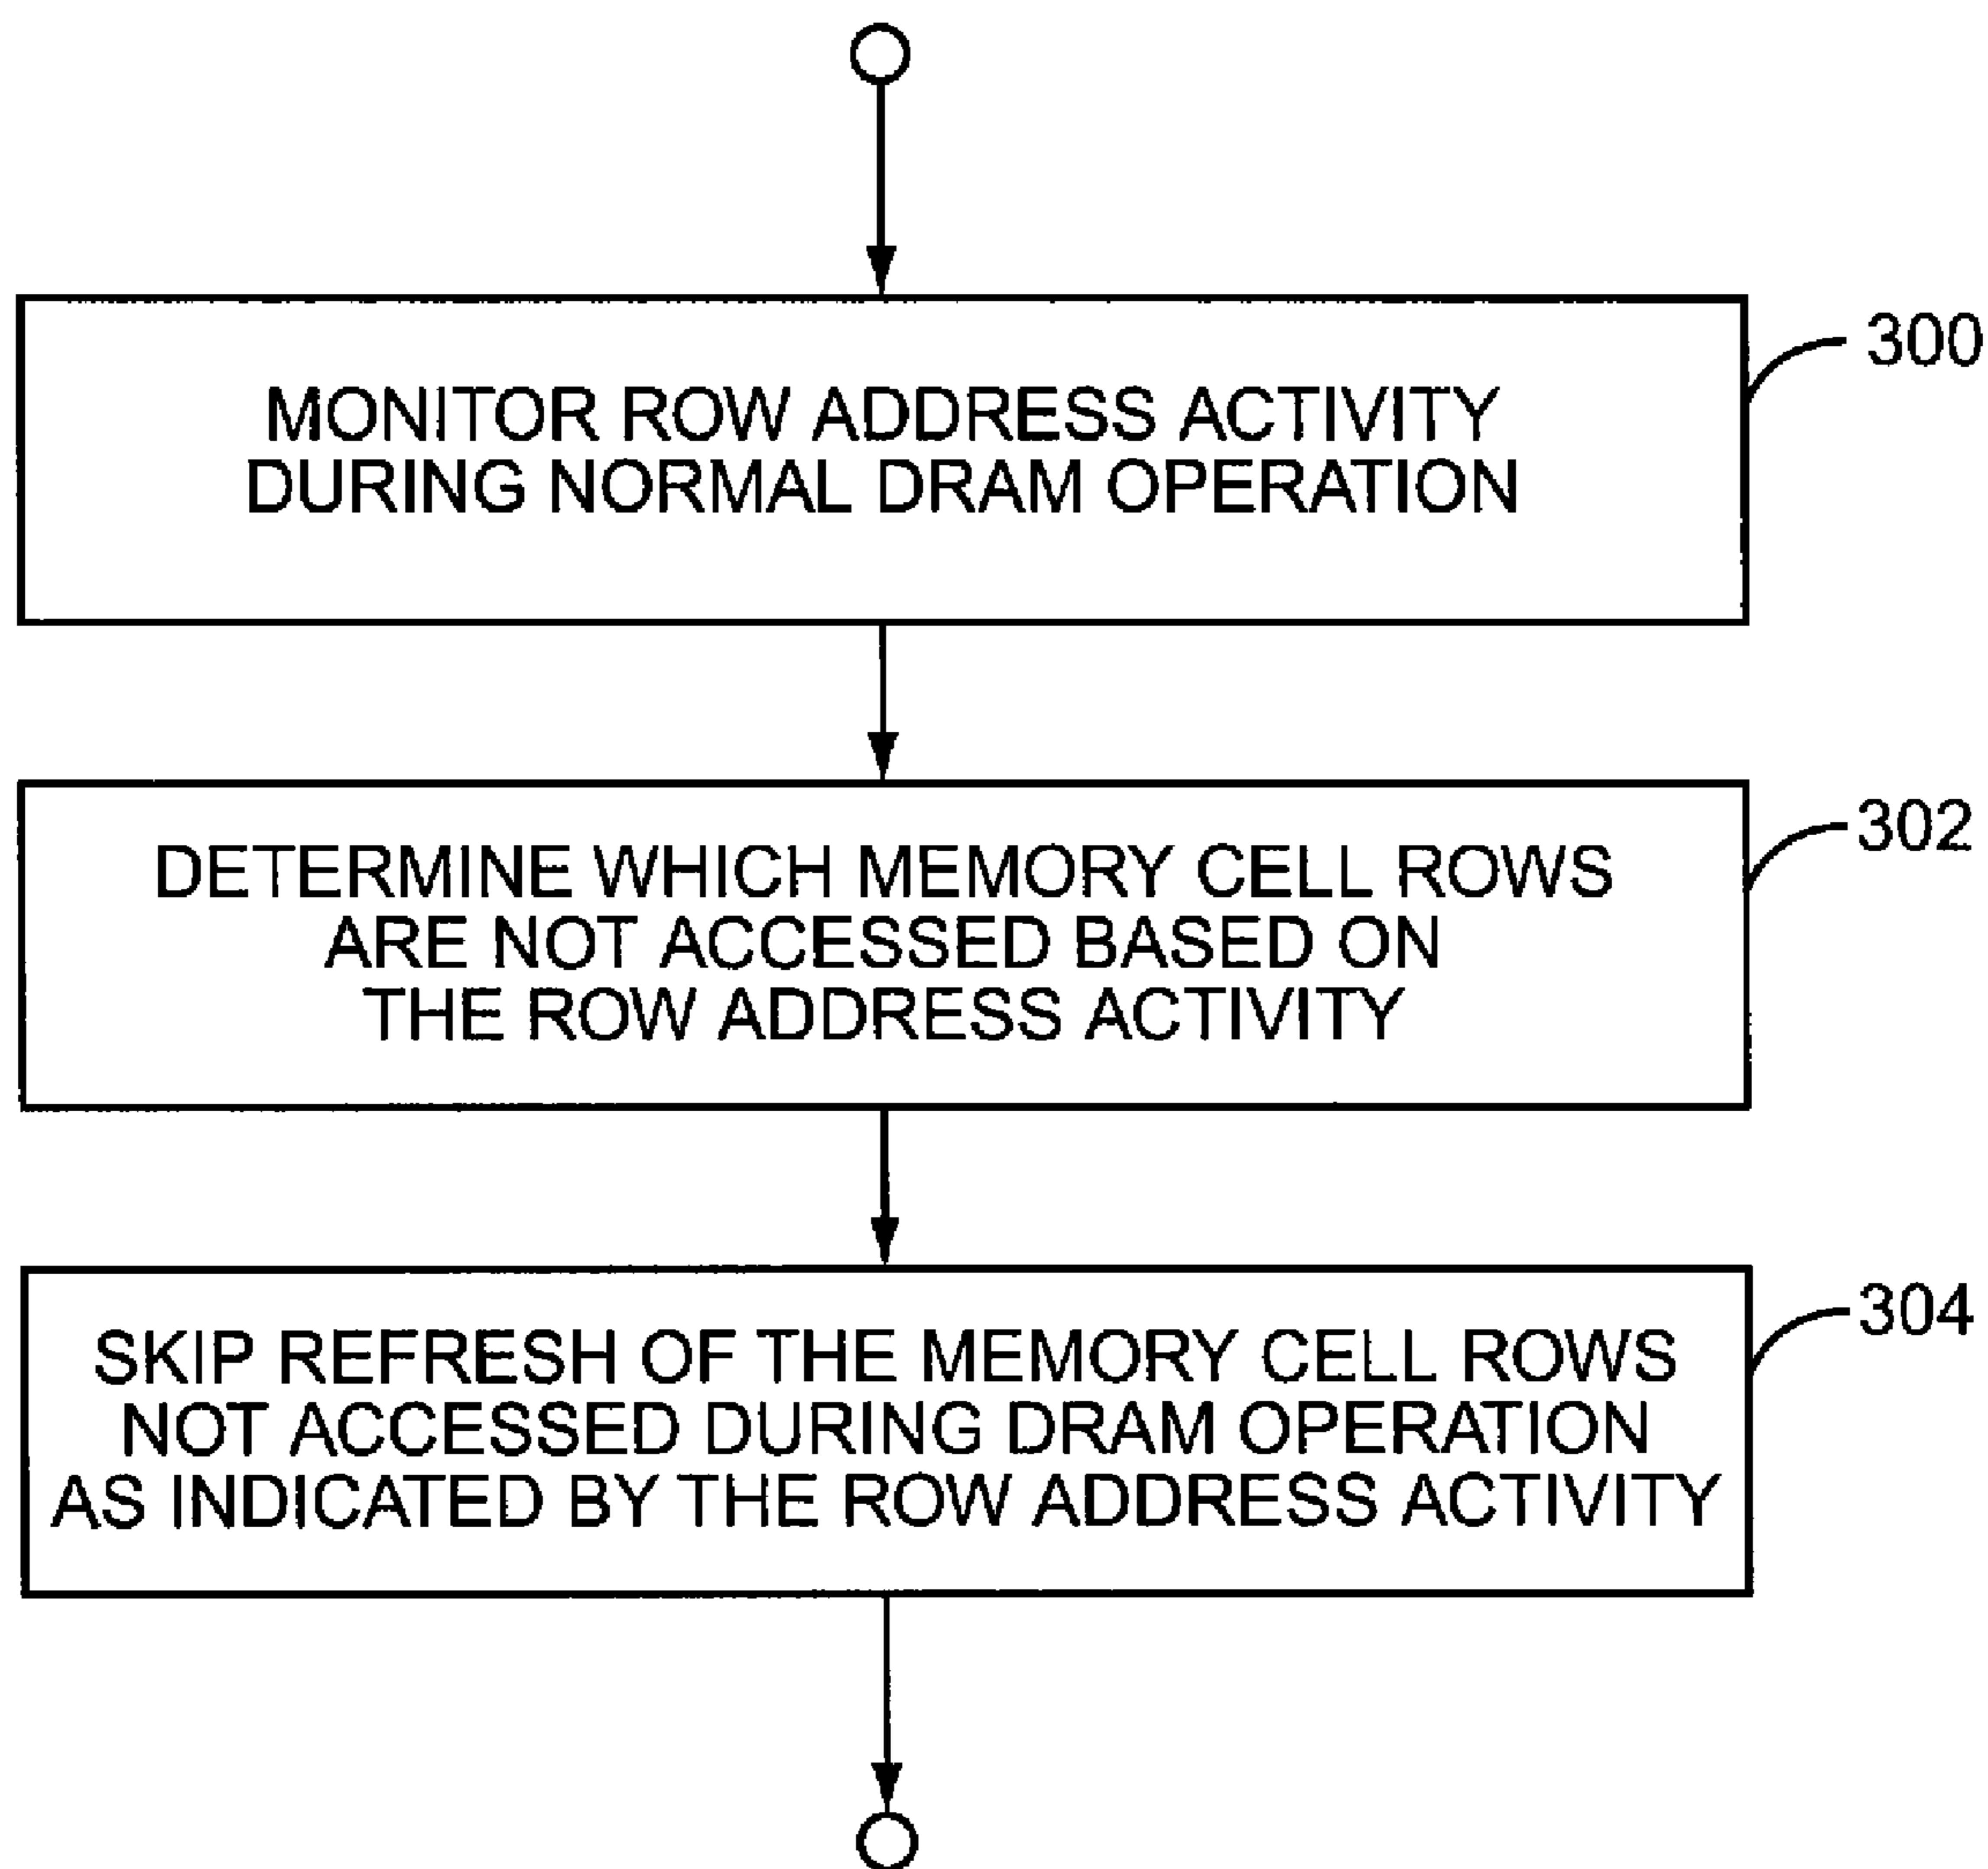 MONITOR ROW ADDRESS ACTIVITY
DURING NORMAL DRAM OPERATION
300
DETERMINE WHICH MEMORY CELL ROWS
ARE NOT ACCESSED BASED ON
THE ROW ADDRESS ACTIVITY
302
SKIP REFRESH OF THE MEMORY CELL ROWS
NOT ACCESSED DURING DRAM OPERATION
AS INDICATED BY THE ROW ADDRESS ACTIVITY
304